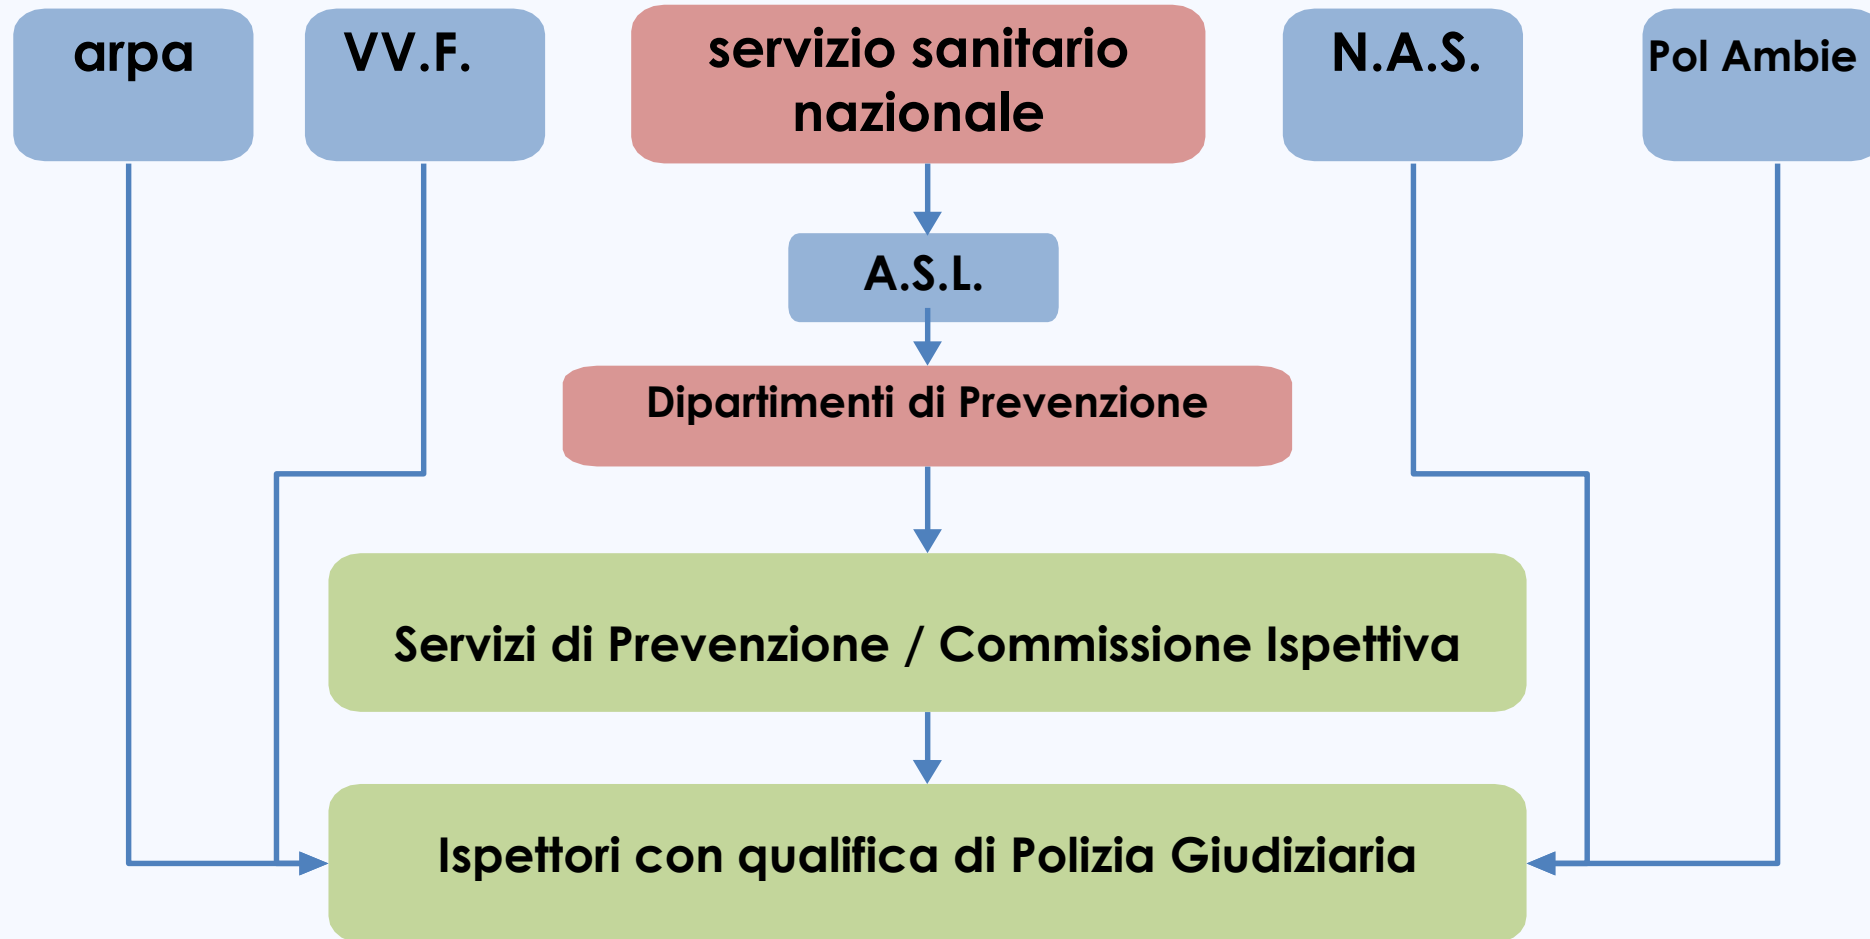 arpa
VV.F.
servizio sanitario
nazionale
N.A.S.
Pol Ambie
A.S.L.
Dipartimenti di Prevenzione
Servizi di Prevenzione / Commissione Ispettiva
Ispettori con qualifica di Polizia Giudiziaria